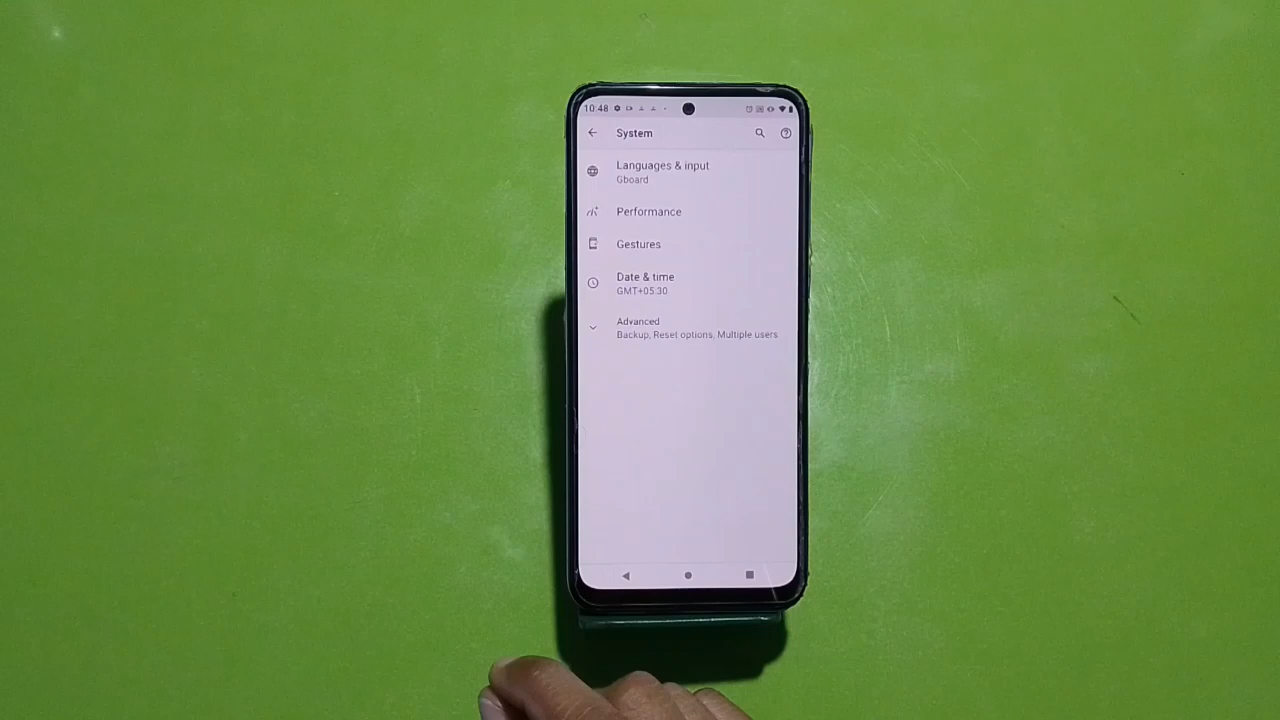 10:48
System
Languages & input
Gboard
Performance
Gestures
Date & time
GMT+05:30
Advanced
Backup, Reset options, Multiple users